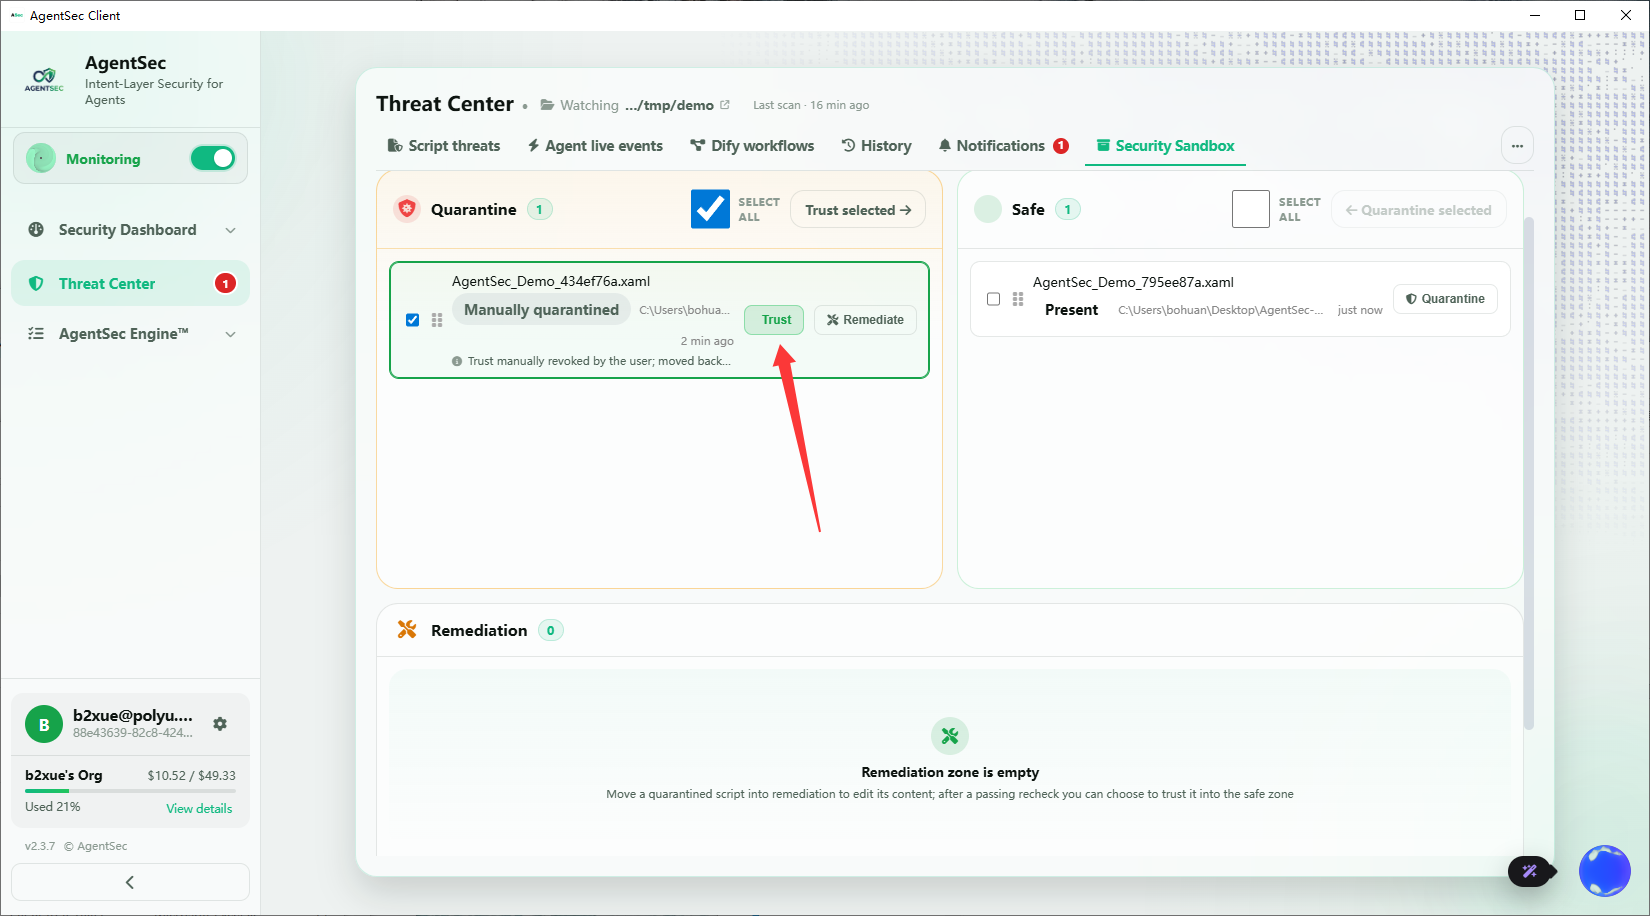 AgentSec Client
AgentSec
Intent-Layer Security for
Agents
AGENTSEC
Monitoring
Security Dashboard
Threat Center 1
AgentSec Engine™
Threat Center • Watching .../tmp/demo Last scan · 16 min ago
Script threats Agent live events Dify workflows History Notifications 1 Security Sandbox
Quarantine 1 SELECT ALL Trust selected →
AgentSec_Demo_434ef76a.xaml
Manually quarantined C:\Users\bohua... Trust Remediate
2 min ago
Trust manually revoked by the user; moved back...
Safe 1 SELECT ALL ← Quarantine selected
AgentSec_Demo_795ee87a.xaml
Present C:\Users\bohuan\Desktop\AgentSec-... just now Quarantine
Remediation 0
Remediation zone is empty
Move a quarantined script into remediation to edit its content; after a passing recheck you can choose to trust it into the safe zone
B
b2xue@polyu....
88e43639-82c8-424...
b2xue's Org $10.52 / $49.33
Used 21% View details
v2.3.7 © AgentSec